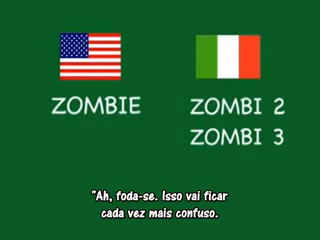 ZOMBIE
ZOMBI 2
ZOMBI 3
"Ah, foda-se. Isso vai ficar
cada vez mais confuso.